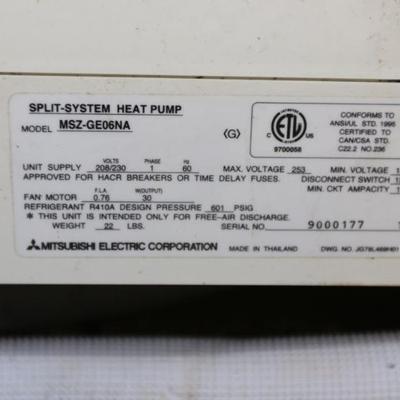 SPLIT-SYSTEM HEAT PUMP
MODEL MSZ-GE06NA
⟨G⟩
ETL
C US
9700058
CONFORMS TO
ANSI/UL STD. 1995
CERTIFIED TO
CAN/CSA STD.
C22.2 NO.236
VOLTS PHASE Hz
UNIT SUPPLY 208/230 1 60 MAX. VOLTAGE 253 MIN. VOLTAGE
APPROVED FOR HACR BREAKERS OR TIME DELAY FUSES. DISCONNECT SWITCH
F.L.A. W(OUTPUT) MIN. CKT AMPACITY
FAN MOTOR 0.76 30
REFRIGERANT R410A DESIGN PRESSURE 601 PSIG
* THIS UNIT IS INTENDED ONLY FOR FREE-AIR DISCHARGE.
WEIGHT 22 LBS. SERIAL NO. 9000177
MITSUBISHI ELECTRIC CORPORATION MADE IN THAILAND DWG. NO.